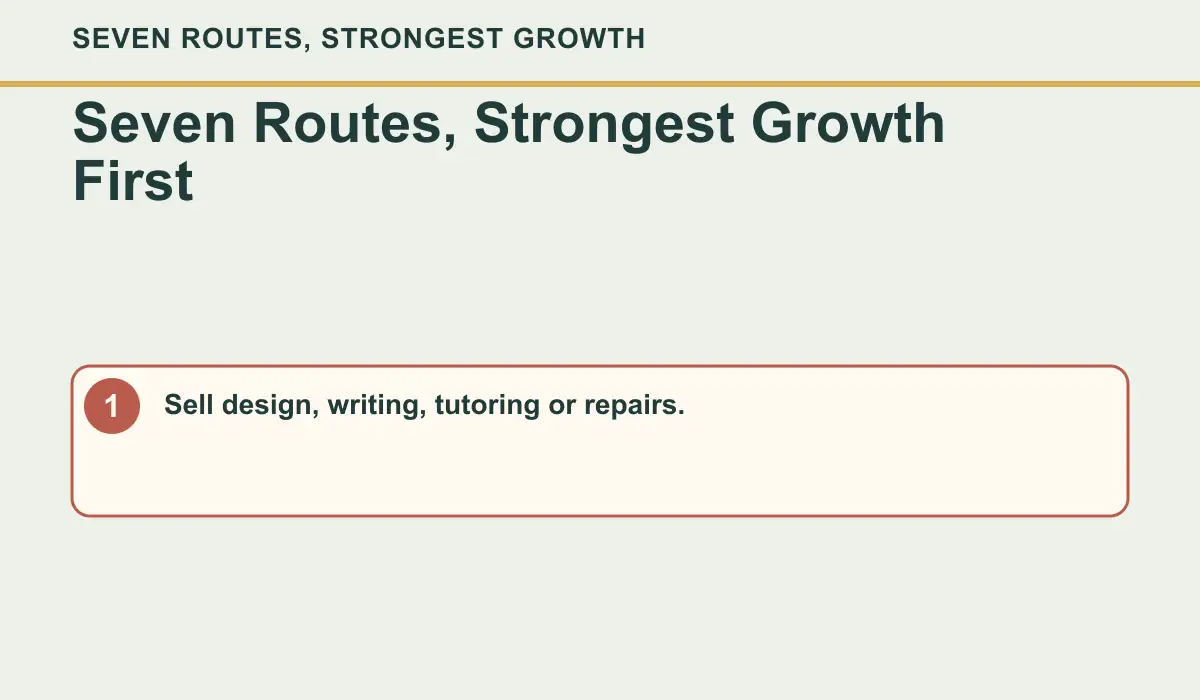 SEVEN ROUTES, STRONGEST GROWTH
Seven Routes, Strongest Growth
First
1
Sell design, writing, tutoring or repairs.